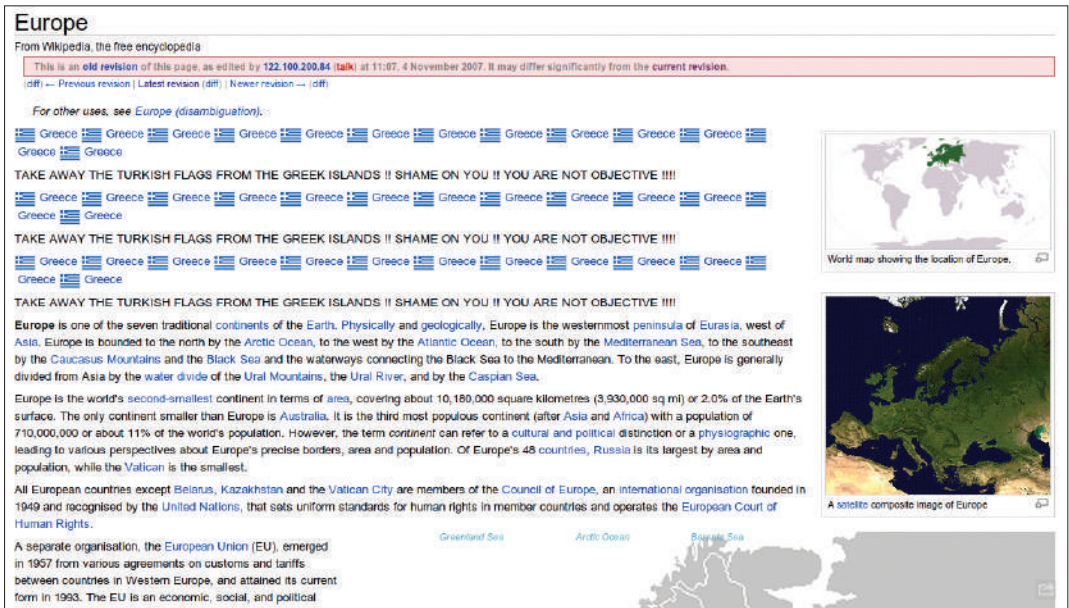 Europe
From Wikipedia, the free encyclopedia
This is an old revision of this page, as edited by 122.100.200.84 (talk) at 11:07, 4 November 2007. It may differ significantly from the current revision.
(diff) ← Previous revision | Latest revision (diff) | Newer revision → (diff)
For other uses, see Europe (disambiguation).
Greece Greece Greece Greece Greece Greece Greece Greece Greece Greece Greece
Greece Greece
TAKE AWAY THE TURKISH FLAGS FROM THE GREEK ISLANDS !! SHAME ON YOU !! YOU ARE NOT OBJECTIVE !!!!
Greece Greece Greece Greece Greece Greece Greece Greece Greece Greece Greece
Greece Greece
TAKE AWAY THE TURKISH FLAGS FROM THE GREEK ISLANDS !! SHAME ON YOU !! YOU ARE NOT OBJECTIVE !!!!
Greece Greece Greece Greece Greece Greece Greece Greece Greece Greece Greece
Greece Greece
TAKE AWAY THE TURKISH FLAGS FROM THE GREEK ISLANDS !! SHAME ON YOU !! YOU ARE NOT OBJECTIVE !!!!
World map showing the location of Europe.
Europe is one of the seven traditional continents of the Earth. Physically and geologically, Europe is the westernmost peninsula of Eurasia, west of
Asia. Europe is bounded to the north by the Arctic Ocean, to the west by the Atlantic Ocean, to the south by the Mediterranean Sea, to the southeast
by the Caucasus Mountains and the Black Sea and the waterways connecting the Black Sea to the Mediterranean. To the east, Europe is generally
divided from Asia by the water divide of the Ural Mountains, the Ural River, and by the Caspian Sea.
Europe is the world's second-smallest continent in terms of area, covering about 10,180,000 square kilometres (3,930,000 sq mi) or 2.0% of the Earth's
surface. The only continent smaller than Europe is Australia. It is the third most populous continent (after Asia and Africa) with a population of
710,000,000 or about 11% of the world's population. However, the term continent can refer to a cultural and political distinction or a physiographic one,
leading to various perspectives about Europe's precise borders, area and population. Of Europe's 48 countries, Russia is its largest by area and
population, while the Vatican is the smallest.
All European countries except Belarus, Kazakhstan and the Vatican City are members of the Council of Europe, an international organisation founded in
1949 and recognised by the United Nations, that sets uniform standards for human rights in member countries and operates the European Court of
Human Rights.
A satellite composite image of Europe
A separate organisation, the European Union (EU), emerged
in 1957 from various agreements on customs and tariffs
between countries in Western Europe, and attained its current
form in 1993. The EU is an economic, social, and political
Greenland Sea Arctic Ocean Barents Sea